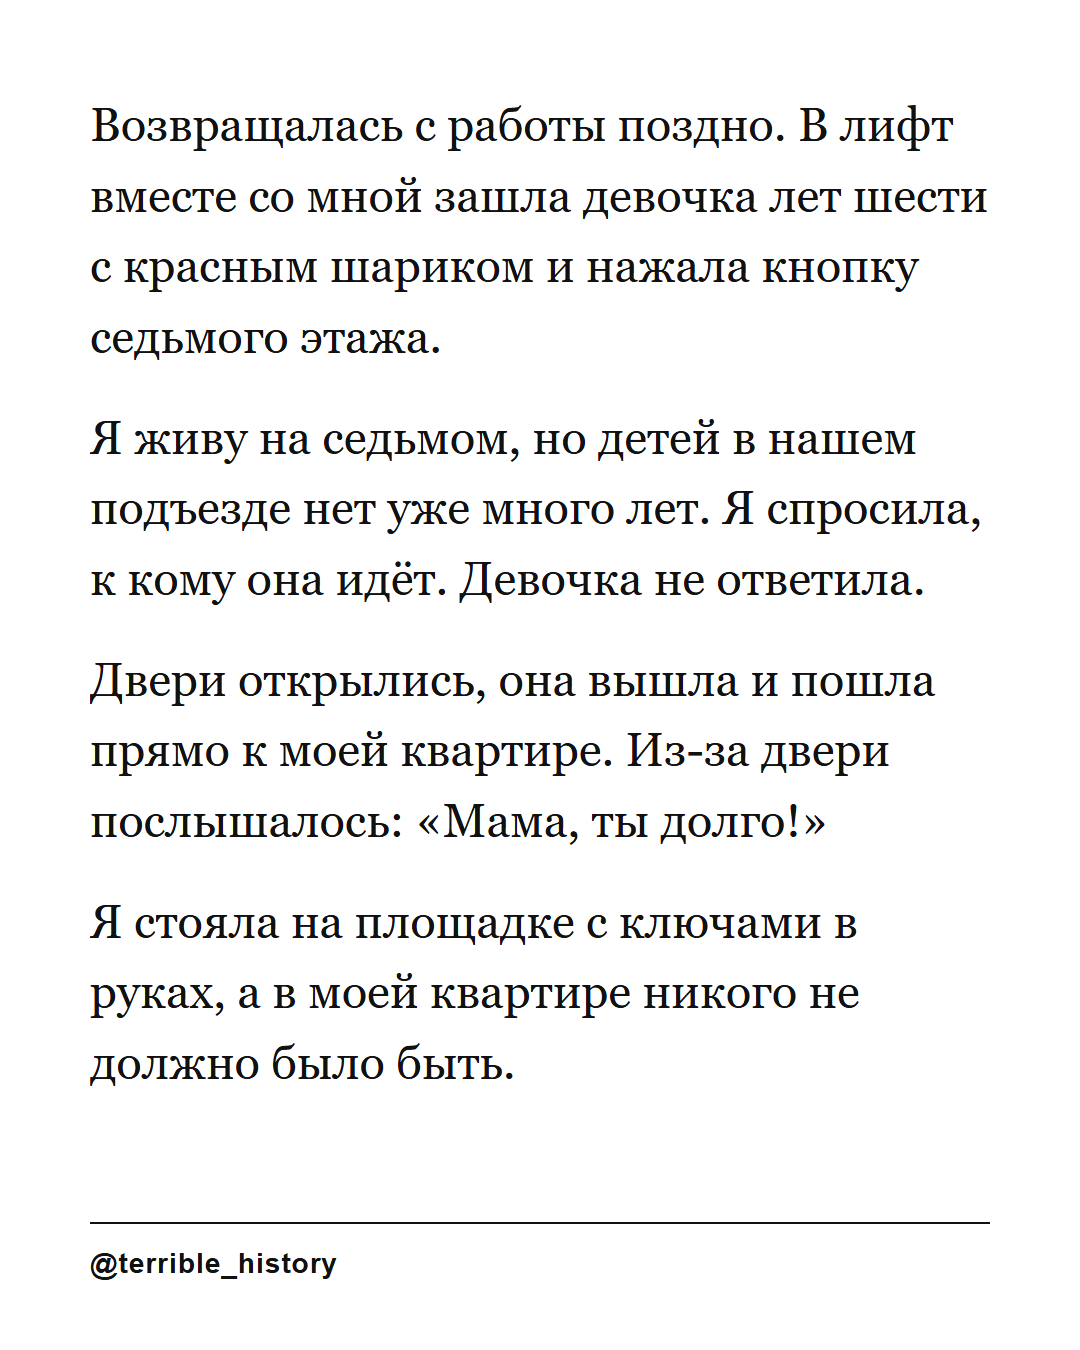 Возвращалась с работы поздно. В лифт
вместе со мной зашла девочка лет шести
с красным шариком и нажала кнопку
седьмого этажа.
Я живу на седьмом, но детей в нашем
подъезде нет уже много лет. Я спросила,
к кому она идёт. Девочка не ответила.
Двери открылись, она вышла и пошла
прямо к моей квартире. Из-за двери
послышалось: «Мама, ты долго!»
Я стояла на площадке с ключами в
руках, а в моей квартире никого не
должно было быть.
@terrible_history